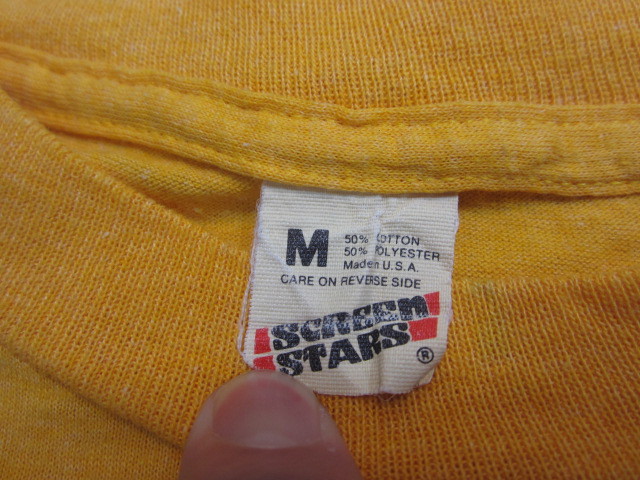 M
50% COTTON
50% POLYESTER
Made in U.S.A.
CARE ON REVERSE SIDE
SCREEN
STARS ®